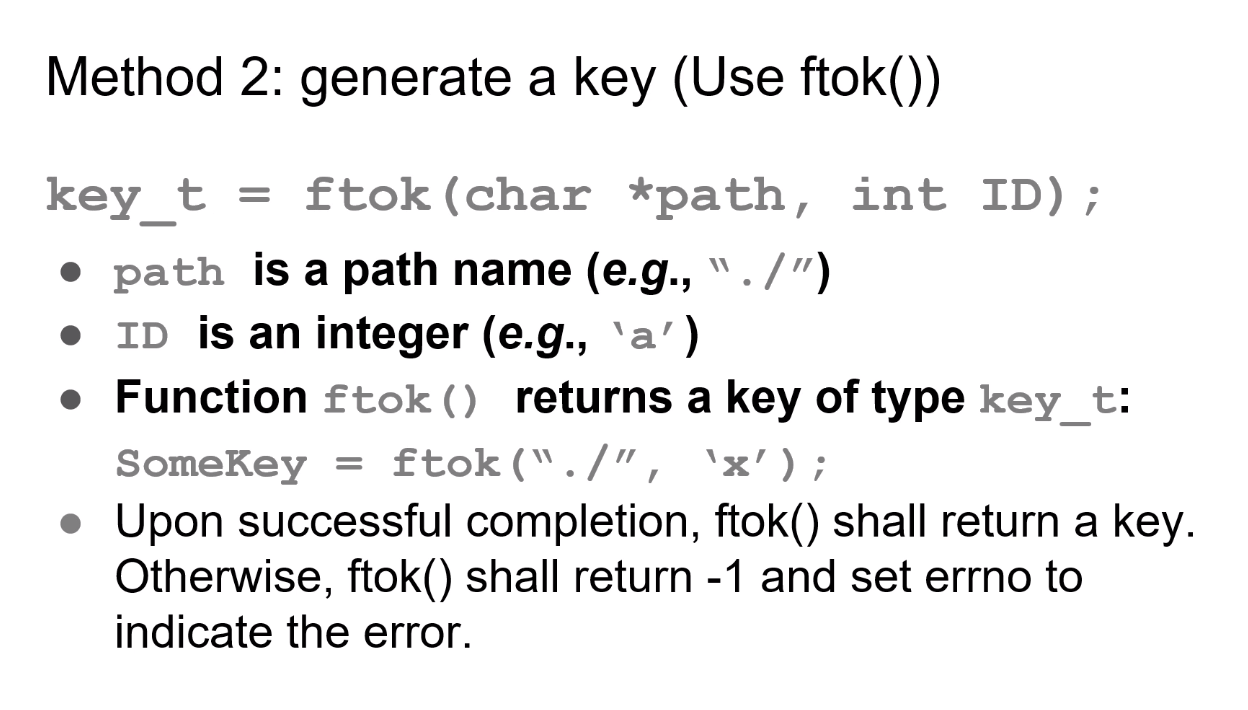 Method 2: generate a key (Use ftok())
key_t = ftok(char *path, int ID);
● path is a path name (e.g., “./”)
● ID is an integer (e.g., ‘a’)
● Function ftok() returns a key of type key_t:
SomeKey = ftok(“./”, ‘x’);
● Upon successful completion, ftok() shall return a key.
Otherwise, ftok() shall return -1 and set errno to
indicate the error.